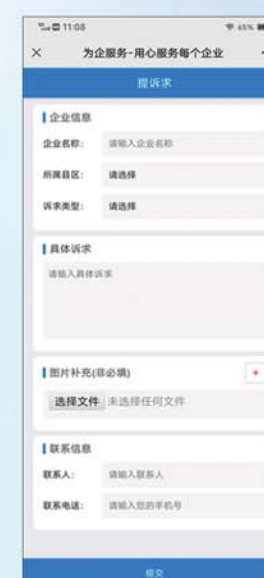 11:08
65%
× 为企服务-用心服务每个企业
提诉求
企业信息
企业名称: 请输入企业名称
所属县区: 请选择
诉求类型: 请选择
具体诉求
请输入具体诉求
图片补充(非必填) +
选择文件 未选择任何文件
联系信息
联系人: 请输入联系人
联系电话: 请输入您的手机号
提交